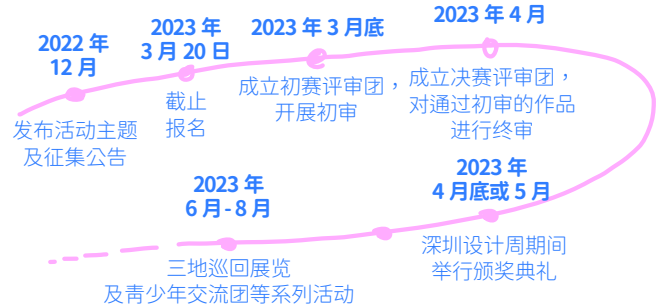 2022 年
12 月
发布活动主题
及征集公告
2023 年
3 月 20 日
截止
报名
2023 年 3 月底
成立初赛评审团，
开展初审
2023 年 4 月
成立决赛评审团，
对通过初审的作品
进行终审
2023 年
4 月底或 5 月
深圳设计周期间
举行颁奖典礼
2023 年
6 月 - 8 月
三地巡回展览
及青少年交流团等系列活动